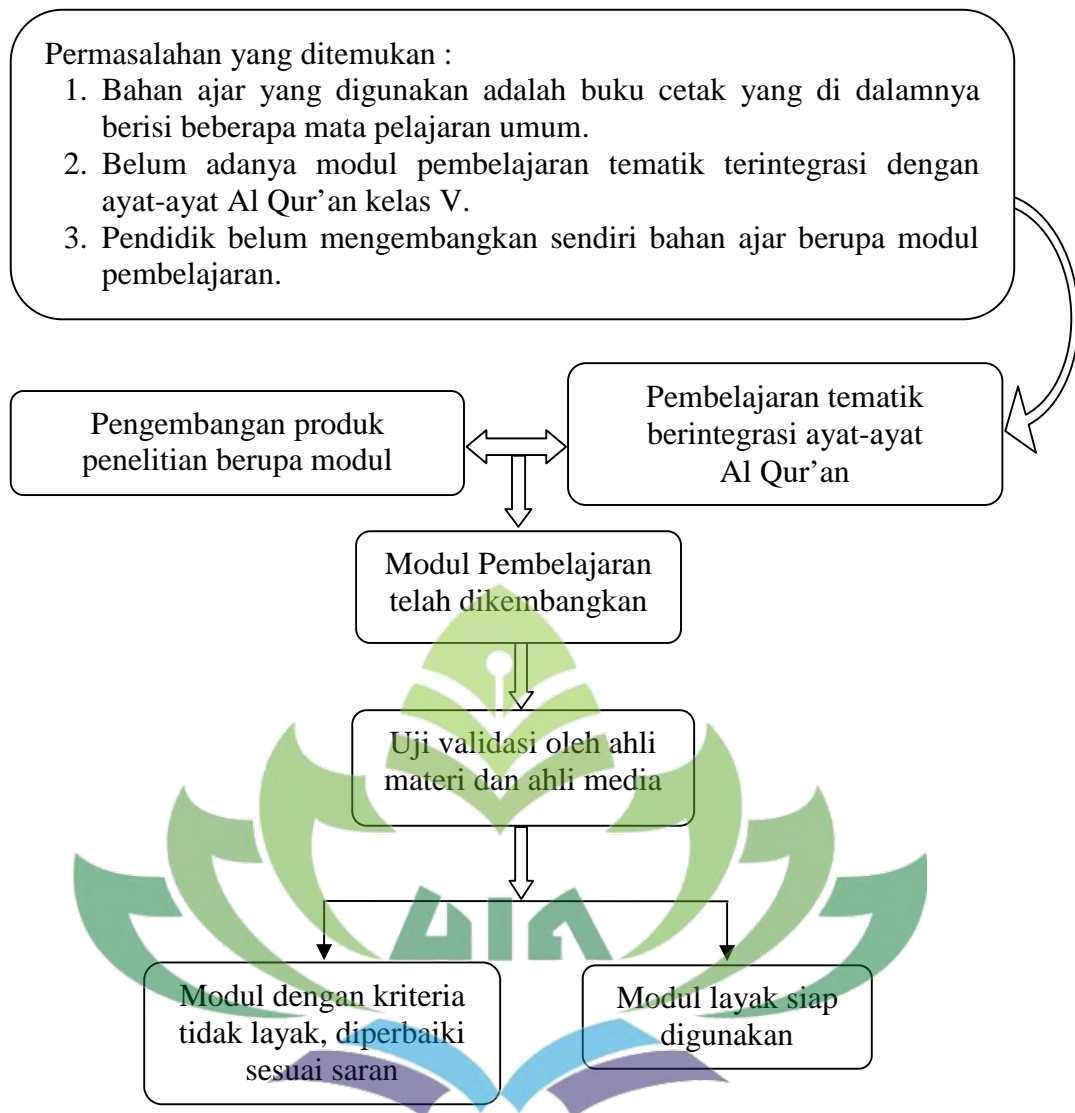 Permasalahan yang ditemukan :
1. Bahan ajar yang digunakan adalah buku cetak yang di dalamnya
berisi beberapa mata pelajaran umum.
2. Belum adanya modul pembelajaran tematik terintegrasi dengan
ayat-ayat Al Qur’an kelas V.
3. Pendidik belum mengembangkan sendiri bahan ajar berupa modul
pembelajaran.
Pengembangan produk
penelitian berupa modul
Pembelajaran tematik
berintegrasi ayat-ayat
Al Qur’an
Modul Pembelajaran
telah dikembangkan
Uji validasi oleh ahli
materi dan ahli media
UIN
Modul dengan kriteria
tidak layak, diperbaiki
sesuai saran
Modul layak siap
digunakan